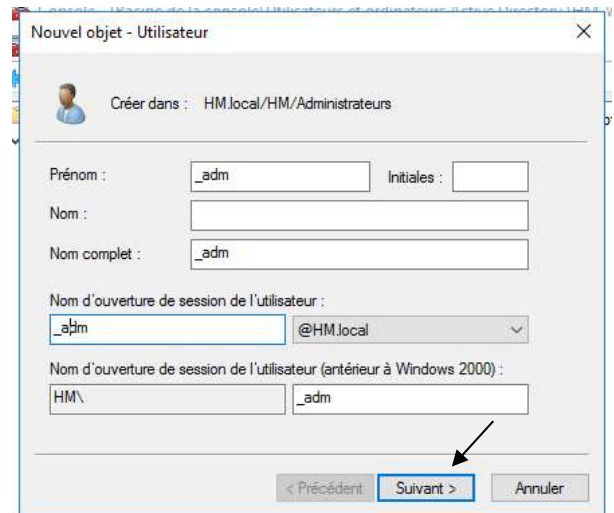 Nouvel objet - Utilisateur
Créer dans : HM.local/HM/Administrateurs
Prénom : _adm Initiales :
Nom :
Nom complet : _adm
Nom d'ouverture de session de l'utilisateur :
_adm @HM.local
Nom d'ouverture de session de l'utilisateur (antérieur à Windows 2000) :
HM\ _adm
< Précédent Suivant > Annuler